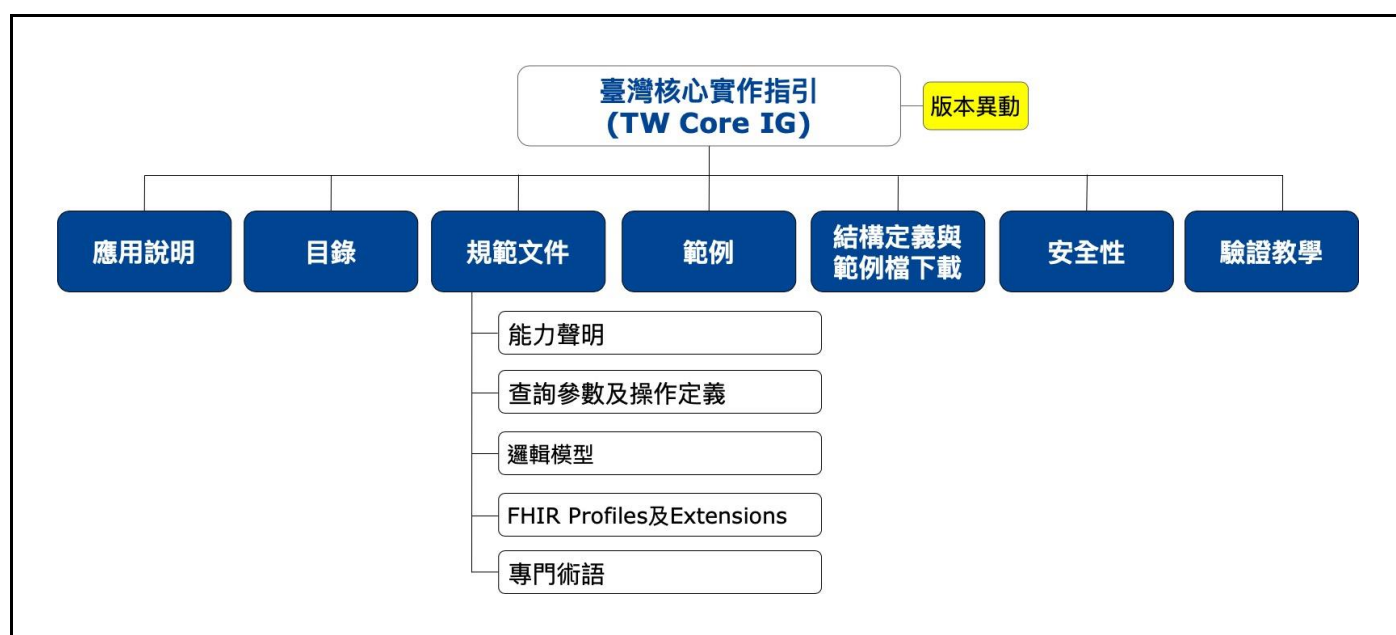 臺灣核心實作指引
(TW Core IG)
版本異動
應用說明
目錄
規範文件
範例
結構定義與
範例檔下載
安全性
驗證教學
能力聲明
查詢參數及操作定義
邏輯模型
FHIR Profiles及Extensions
專門術語